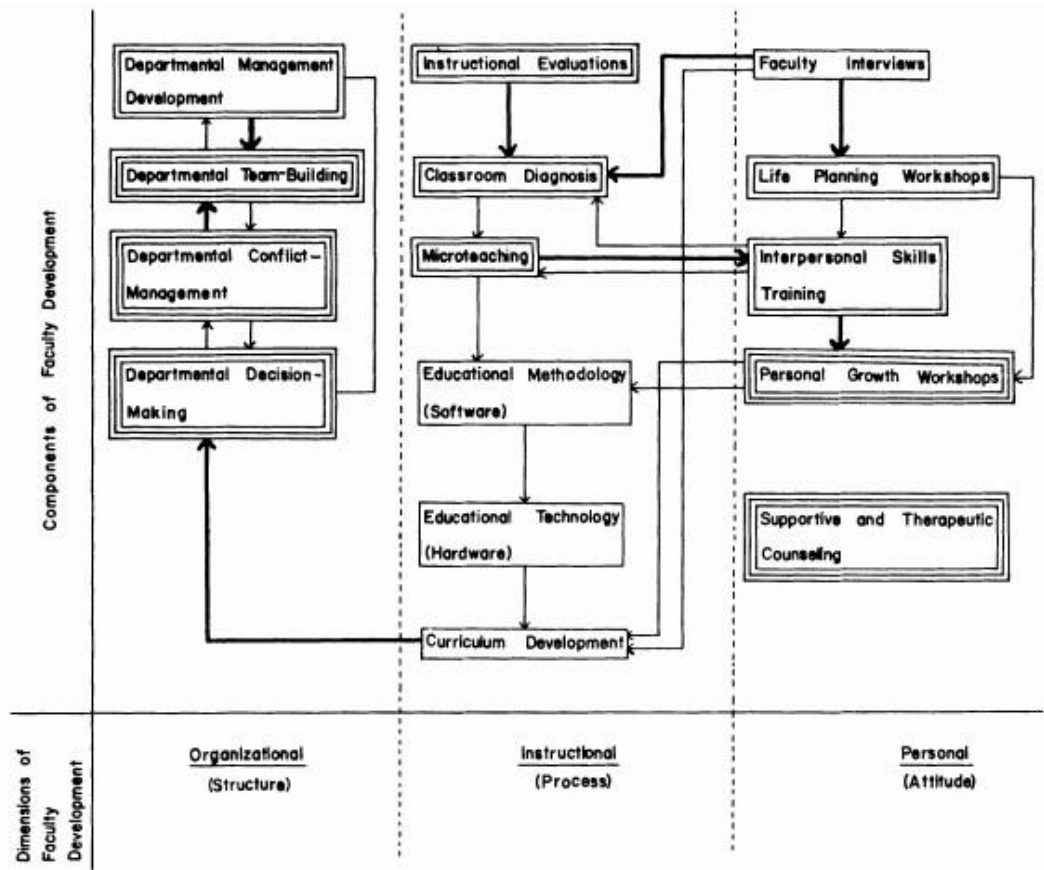 Components of Faculty Development
Departmental Management
Development
Departmental Team-Building
Departmental Conflict-
Management
Departmental Decision-
Making
Instructional Evaluations
Classroom Diagnosis
Microteaching
Educational Methodology
(Software)
Educational Technology
(Hardware)
Curriculum Development
Faculty Interviews
Life Planning Workshops
Interpersonal Skills
Training
Personal Growth Workshops
Supportive and Therapeutic
Counseling
Dimensions of
Faculty
Development
Organizational
(Structure)
Instructional
(Process)
Personal
(Attitude)